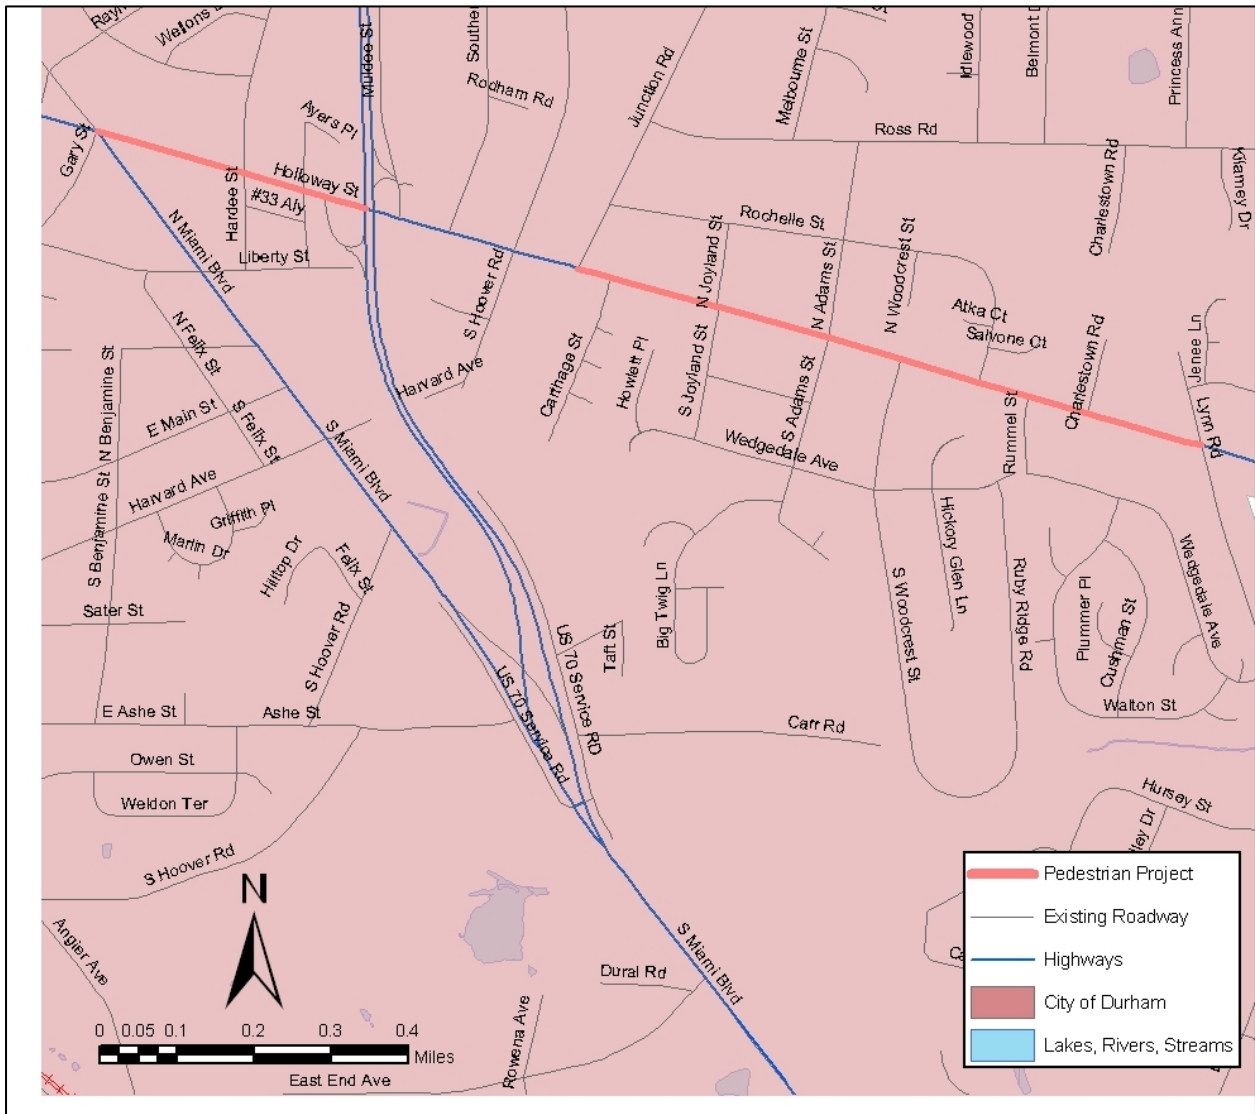 Wellons
Muldee St
Idlewood
Belmont D
Princess Ann
Melbourne St
Junction Rd
Rodham Rd
Ayers Pl
Gary St
Ross Rd
Holloway St
#33 Aly
Hardee St
Charlestown Rd
Kilarney Dr
Rochelle St
N Miami Blvd
Liberty St
N Joyland St
N Adams St
N Woodcrest St
S Hoover Rd
Atka Ct
Salvone Ct
Jenee Ln
N Felix St
Harvard Ave
Carthage St
Howlett Pl
S Joyland St
S Adams St
Charlestown Rd
Rummel St
Lynn Rd
N Benjamine St
E Main St
S Felix St
S Miami Blvd
Wedgedale Ave
Harvard Ave
S Benjamine St
Griffith Pl
Martin Dr
Hilltop Dr
Felix St
Hickory Glen Ln
Wedgedale Ave
Sater St
S Hoover Rd
US 70 Service RD
Taft St
Big Twig Ln
S Woodcrest St
Ruby Ridge Rd
Plummer Pl
Cushman St
US 70 Service Rd
E Ashe St
Ashe St
Carr Rd
Walton St
Owen St
Weldon Ter
Hursey St
lley Dr
S Hoover Rd
N
Angier Ave
S Miami Blvd
Dural Rd
Rowena Ave
East End Ave
0 0.05 0.1 0.2 0.3 0.4
Miles
Pedestrian Project
Existing Roadway
Highways
City of Durham
Lakes, Rivers, Streams